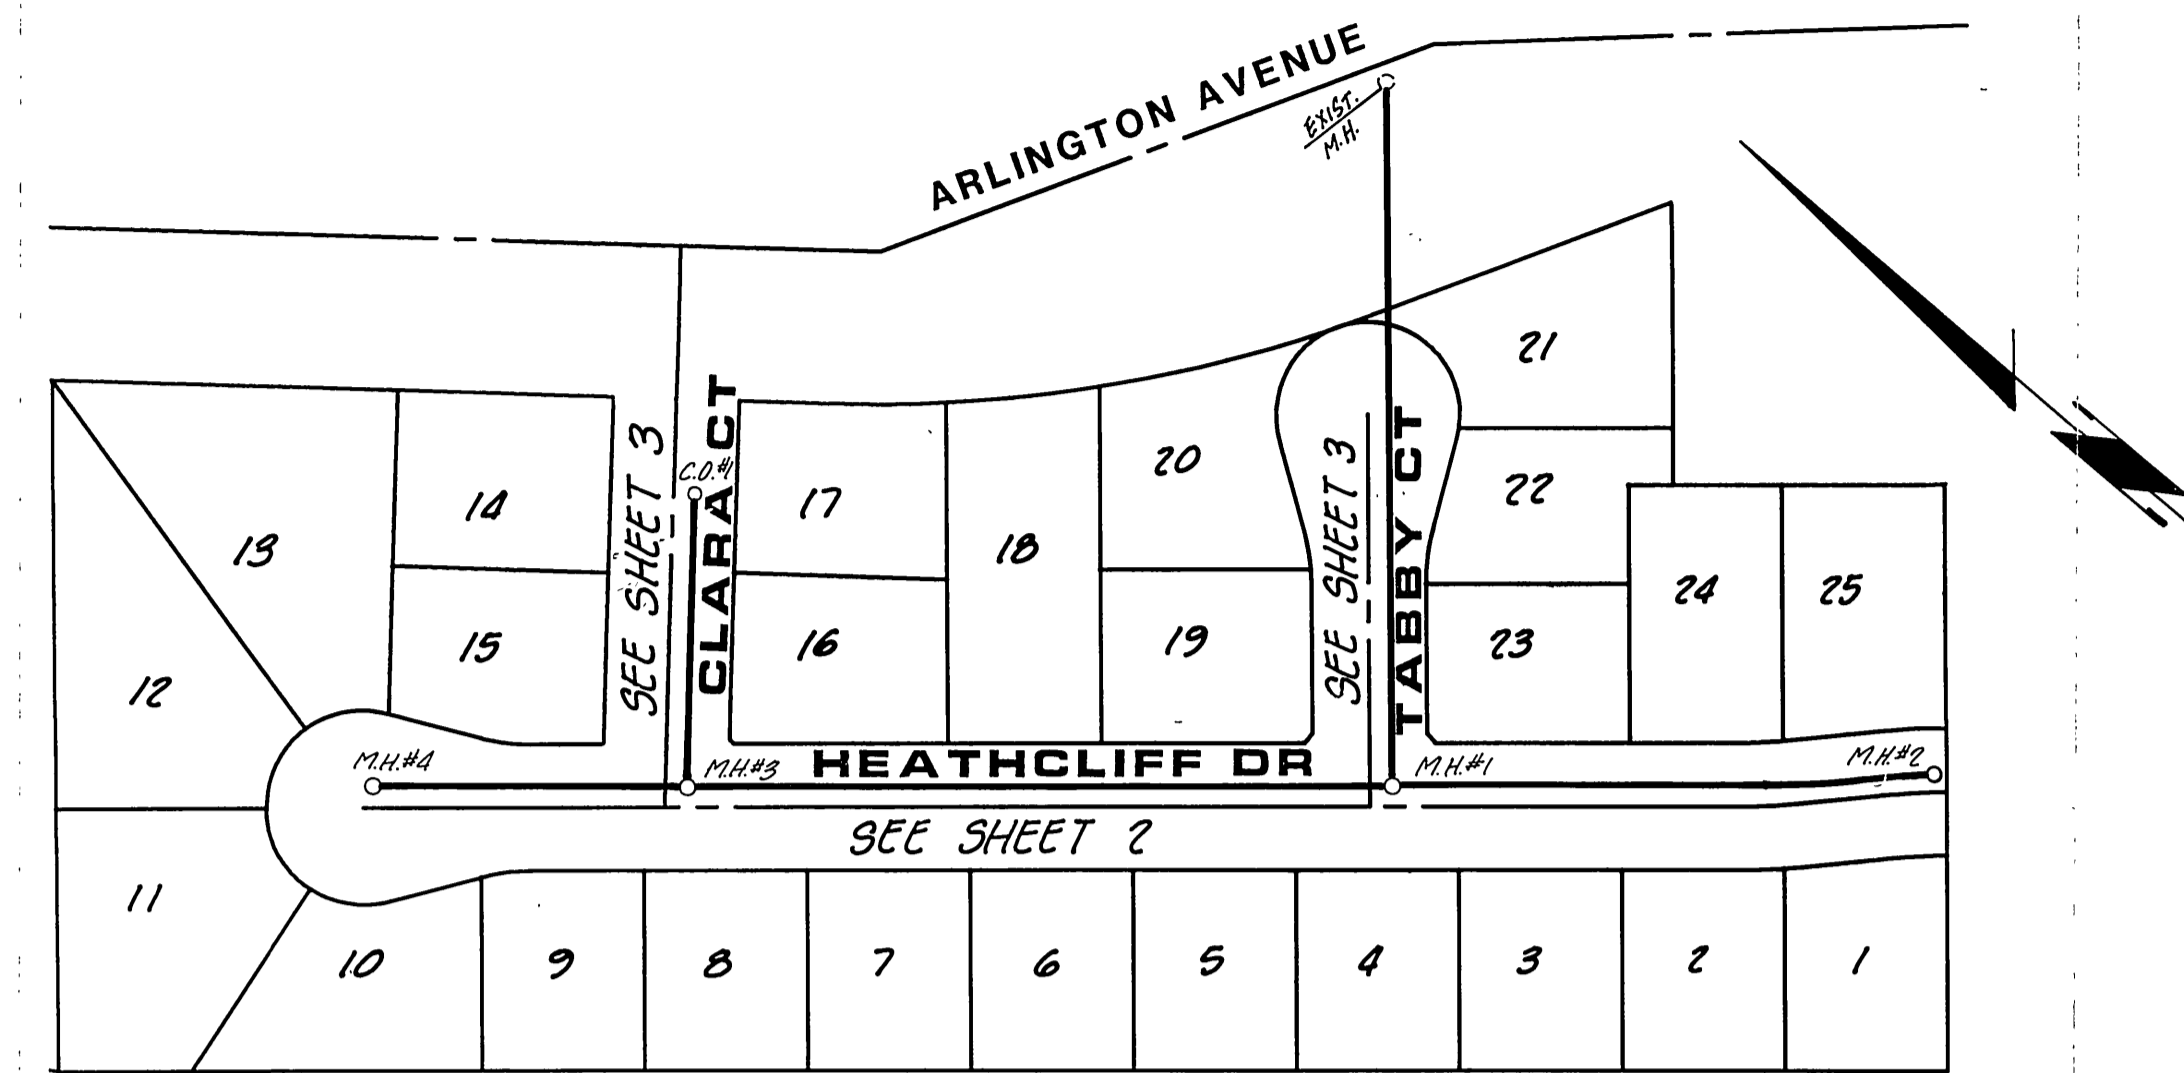 ARLINGTON AVENUE
EXIST.
M.H.
21
14
13
SEE SHEET 3
C.O.#1
CLARA CT
17
18
20
SEE SHEET 3
TABBY CT
22
24
25
15
16
19
23
12
M.H.#4
M.H.#3
HEATHCLIFF DR
M.H.#1
M.H.#2
SEE SHEET 2
11
10
9
8
7
6
5
4
3
2
1